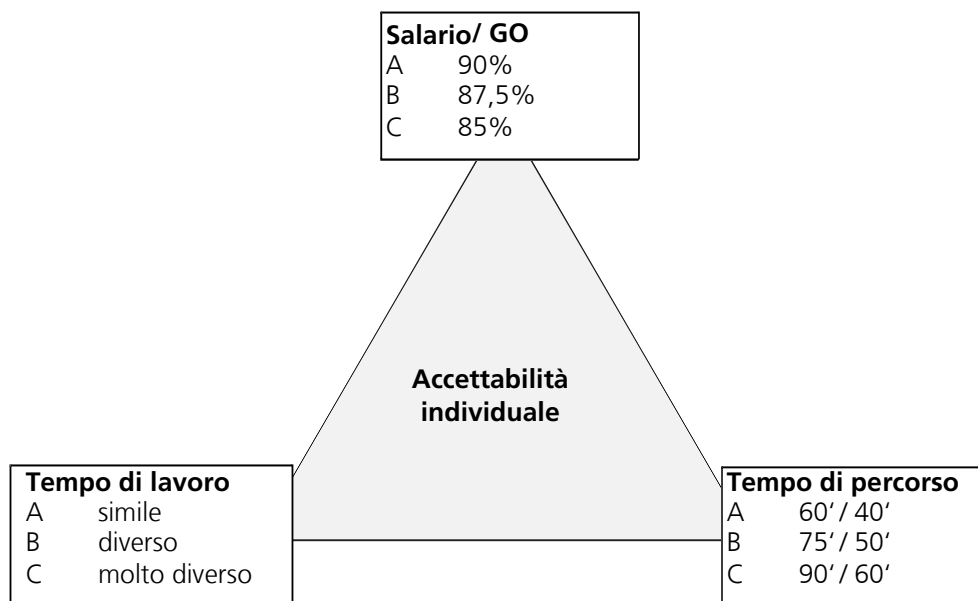 Salario/ GO
A 90%
B 87,5%
C 85%
Accettabilità
individuale
Tempo di lavoro
A simile
B diverso
C molto diverso
Tempo di percorso
A 60‘ / 40‘
B 75‘ / 50‘
C 90‘ / 60‘